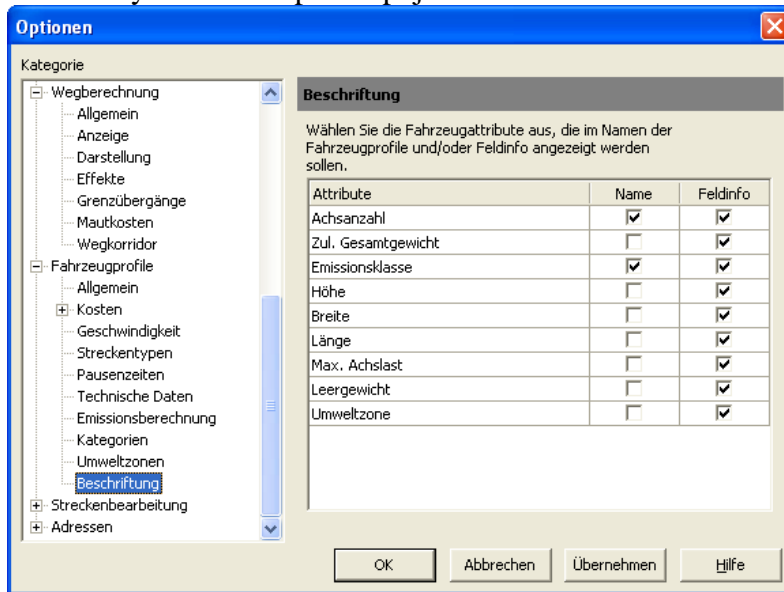 Optionen
Kategorie
Wegberechnung
Allgemein
Anzeige
Darstellung
Effekte
Grenzübergänge
Mautkosten
Wegkorridor
Fahrzeugprofile
Allgemein
Kosten
Geschwindigkeit
Streckentypen
Pausenzeiten
Technische Daten
Emissionsberechnung
Kategorien
Umweltzonen
Beschriftung
Streckenbearbeitung
Adressen
Beschriftung
Wählen Sie die Fahrzeugattribute aus, die im Namen der
Fahrzeugprofile und/oder Feldinfo angezeigt werden
sollen.
Attribute Name Feldinfo
Achsanzahl
Zul. Gesamtgewicht
Emissionsklasse
Höhe
Breite
Länge
Max. Achslast
Leergewicht
Umweltzone
OK Abbrechen Übernehmen Hilfe